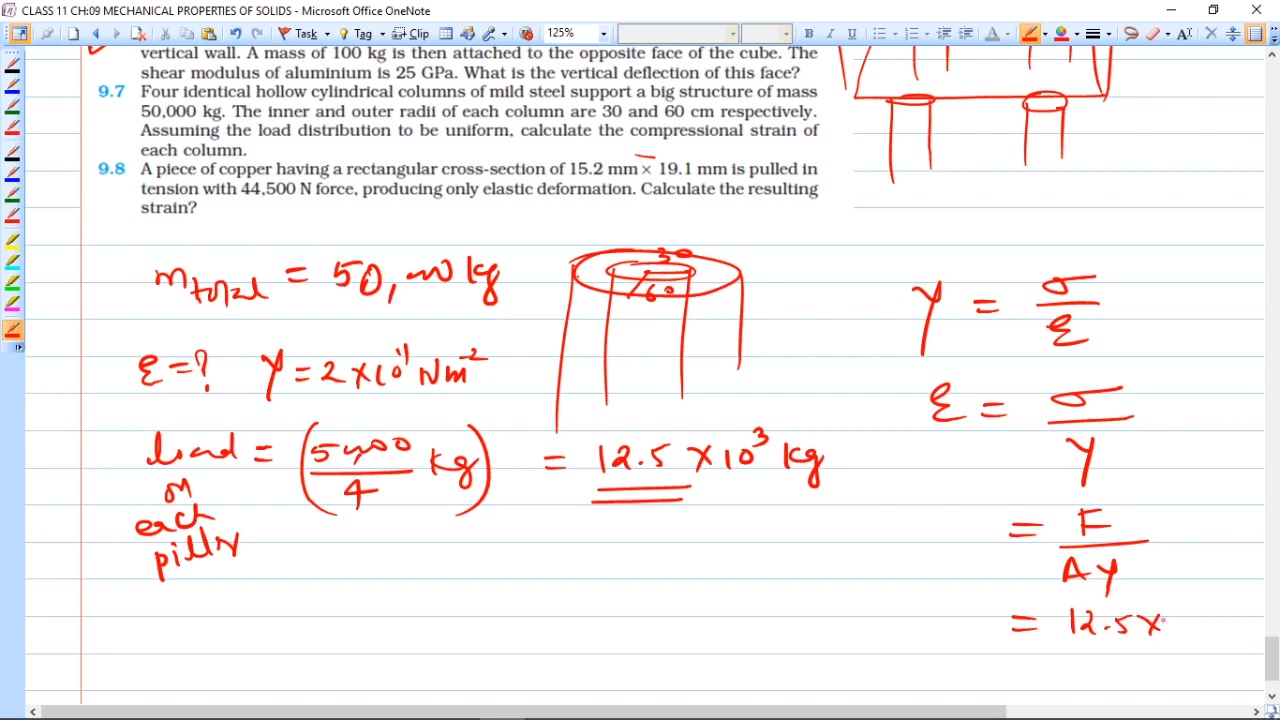 CLASS 11 CH:09 MECHANICAL PROPERTIES OF SOLIDS - Microsoft Office OneNote
Task Tag Clip 125% B I U A
vertical wall. A mass of 100 kg is then attached to the opposite face of the cube. The
shear modulus of aluminium is 25 GPa. What is the vertical deflection of this face?
9.7 Four identical hollow cylindrical columns of mild steel support a big structure of mass
50,000 kg. The inner and outer radii of each column are 30 and 60 cm respectively.
Assuming the load distribution to be uniform, calculate the compressional strain of
each column.
9.8 A piece of copper having a rectangular cross-section of 15.2 mm × 19.1 mm is pulled in
tension with 44,500 N force, producing only elastic deformation. Calculate the resulting
strain?
m total = 50,000 kg
30
60
Y = σ / ε
ε = ? Y = 2 × 10¹¹ Nm⁻²
ε = σ / Y
load on each pillar = (50000 / 4 kg) = 12.5 × 10³ kg
= F / AY
= 12.5 ×